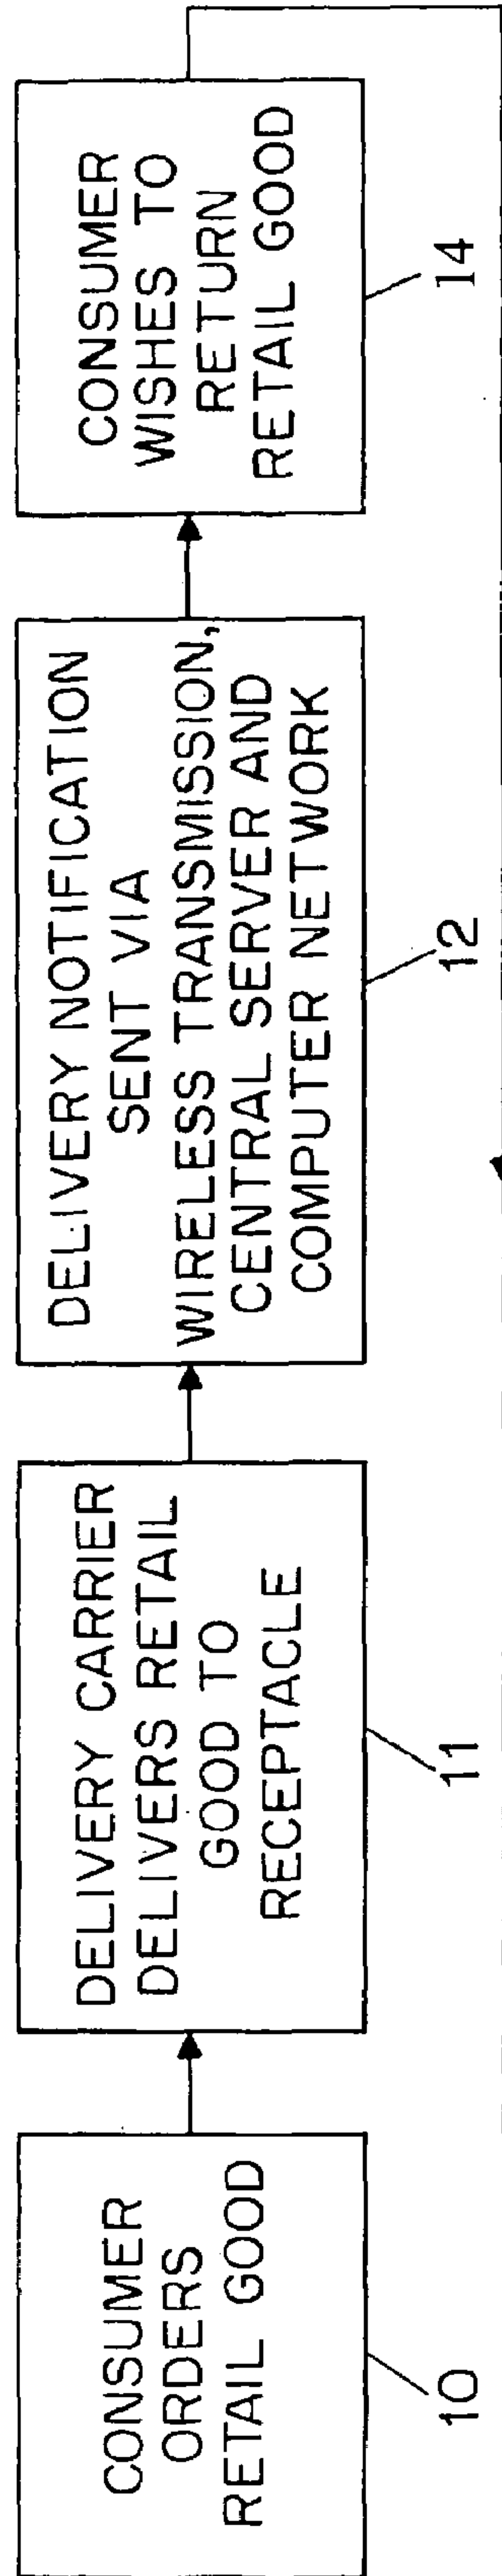 CONSUMER
ORDERS
RETAIL GOOD
10
DELIVERY CARRIER
DELIVERS RETAIL
GOOD TO
RECEPTACLE
11
DELIVERY NOTIFICATION
SENT VIA
WIRELESS TRANSMISSION,
CENTRAL SERVER AND
COMPUTER NETWORK
12
CONSUMER
WISHES TO
RETURN
RETAIL GOOD
14